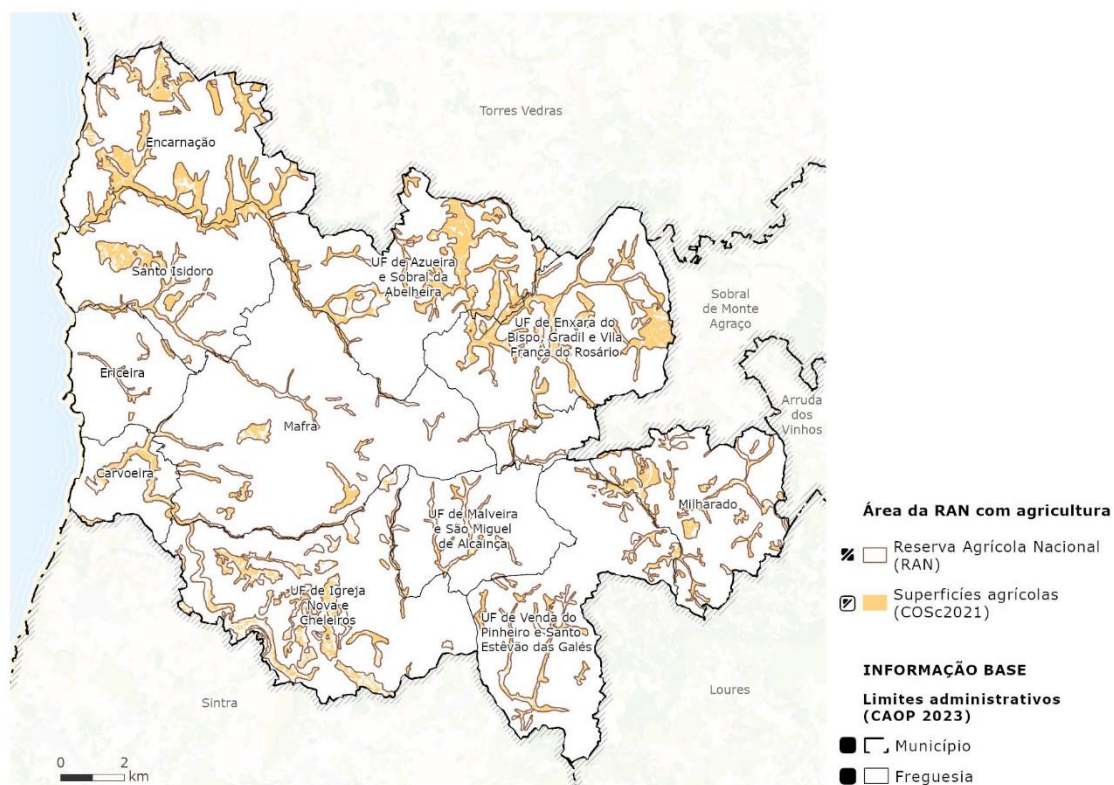 Torres Vedras
Encarnação
Santo Isidoro
UF de Azueira
e Sobral da
Abelheira
Sobral
de Monte
Agraço
UF de Enxara do
Bispo, Gradil e Vila
Franca do Rosário
Ericeira
Arruda
dos
Vinhos
Mafra
Carvoeira
Milharado
UF de Malveira
e São Miguel
de Alcainça
UF de Igreja
Nova e
Cheleiros
UF de Venda do
Pinheiro e Santo
Estêvão das Galés
Sintra
Loures
0 2
km
Área da RAN com agricultura
Reserva Agrícola Nacional
(RAN)
Superfícies agrícolas
(COSc2021)
INFORMAÇÃO BASE
Limites administrativos
(CAOP 2023)
Município
Freguesia